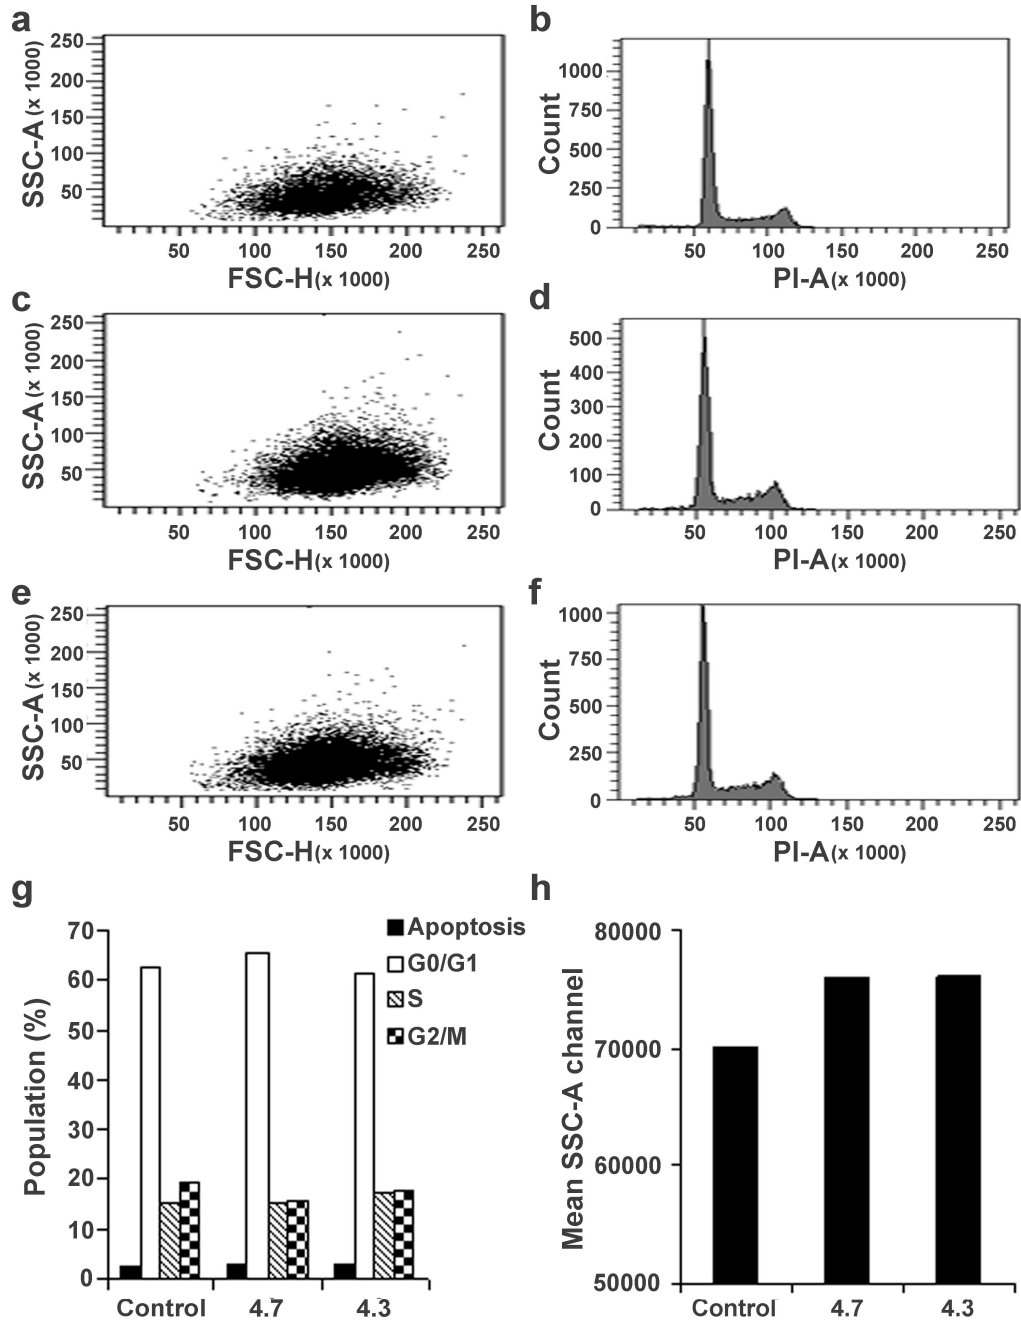 a
SSC-A (x 1000)
250
200
150
100
50
50 100 150 200 250
FSC-H (x 1000)
b
Count
1000
750
500
250
0
50 100 150 200 250
PI-A (x 1000)
c
SSC-A (x 1000)
250
200
150
100
50
50 100 150 200 250
FSC-H (x 1000)
d
Count
500
400
300
200
100
0
50 100 150 200 250
PI-A (x 1000)
e
SSC-A (x 1000)
250
200
150
100
50
50 100 150 200 250
FSC-H (x 1000)
f
Count
1000
750
500
250
0
50 100 150 200 250
PI-A (x 1000)
g
Population (%)
70
60
50
40
30
20
10
0
Apoptosis
G0/G1
S
G2/M
Control 4.7 4.3
h
Mean SSC-A channel
80000
70000
60000
50000
Control 4.7 4.3